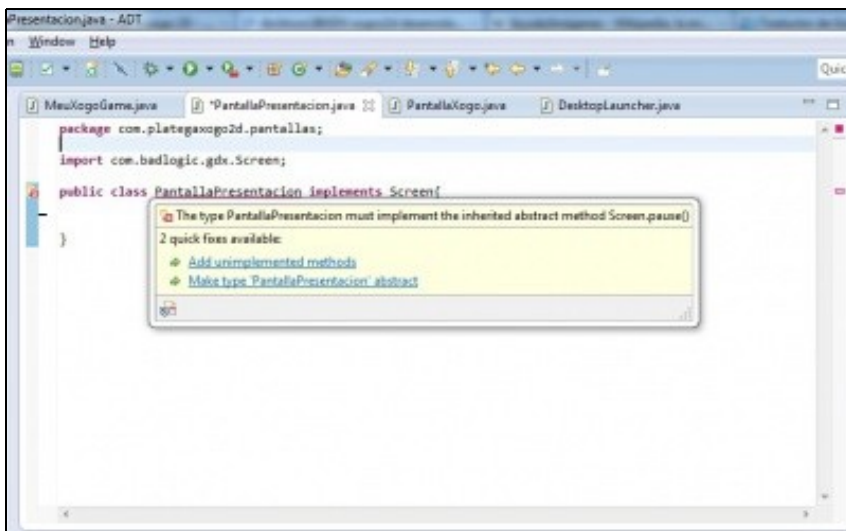 Presentacion.java - ADT
n Window Help
Quic
MeuXogoGame.java *PantallaPresentacion.java PantallaXogo.java DesktopLauncher.java
package com.plategaxogo2d.pantallas;
import com.badlogic.gdx.Screen;
public class PantallaPresentacion implements Screen{
The type PantallaPresentacion must implement the inherited abstract method Screen.pause()
2 quick fixes available:
Add unimplemented methods
Make type 'PantallaPresentacion' abstract
}